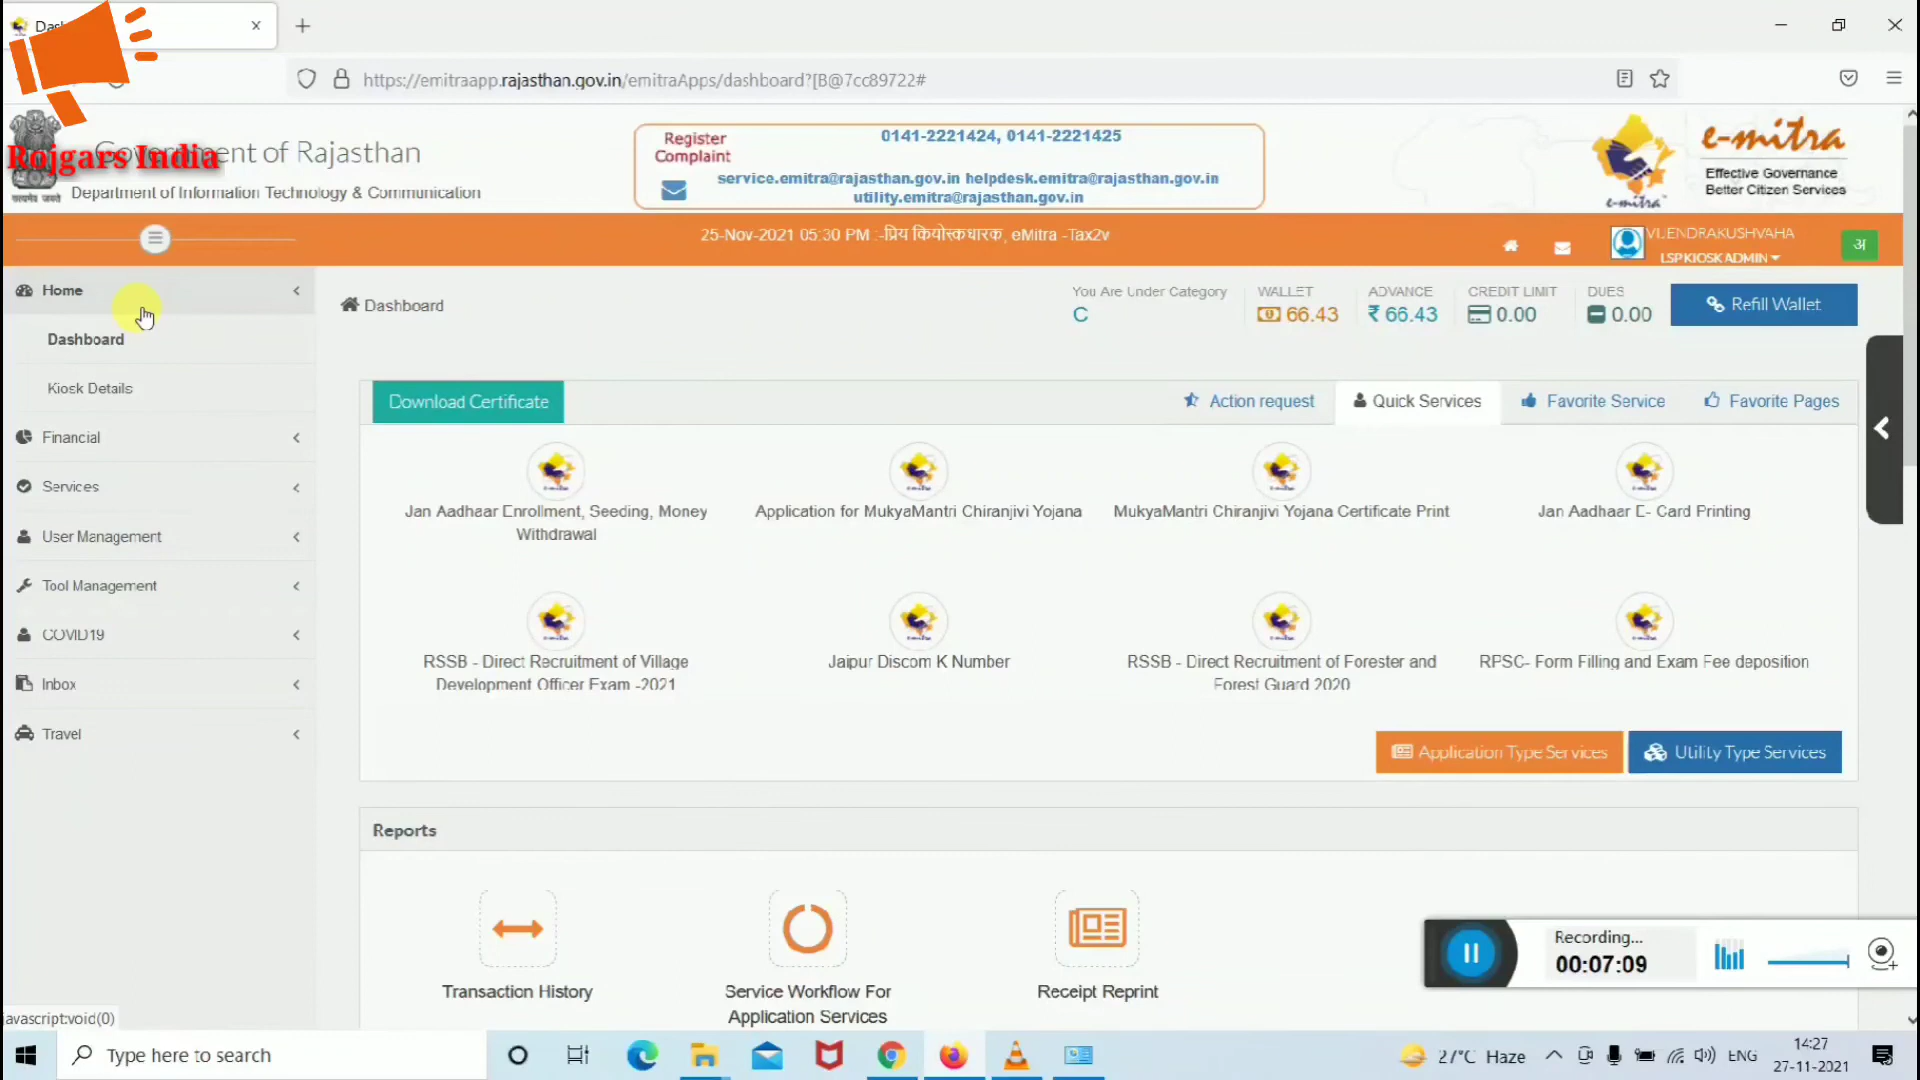 https://emitraapp.rajasthan.gov.in/emitraApps/dashboard?[B@7cc89722#
Government of Rajasthan
Rojgars India
Department of Information Technology & Communication
सत्यमेव जयते
Register
Complaint
0141-2221424, 0141-2221425
service.emitra@rajasthan.gov.in helpdesk.emitra@rajasthan.gov.in
utility.emitra@rajasthan.gov.in
e-mitra
e-mitra
Effective Governance
Better Citizen Services
25-Nov-2021 05:30 PM :-प्रिय कियोस्कधारक, eMitra -Tax2v
VIJENDRAKUSHVAHA
LSPKIOSK ADMIN
अ
Home
Dashboard
Kiosk Details
Financial
Services
User Management
Tool Management
COVID19
Inbox
Travel
Dashboard
You Are Under Category
C
WALLET
66.43
ADVANCE
₹ 66.43
CREDIT LIMIT
0.00
DUES
0.00
Refill Wallet
Download Certificate
Action request
Quick Services
Favorite Service
Favorite Pages
Jan Aadhaar Enrollment, Seeding, Money
Withdrawal
Application for MukyaMantri Chiranjivi Yojana
MukyaMantri Chiranjivi Yojana Certificate Print
Jan Aadhaar E- Card Printing
RSSB - Direct Recruitment of Village
Development Officer Exam -2021
Jaipur Discom K Number
RSSB - Direct Recruitment of Forester and
Forest Guard 2020
RPSC- Form Filling and Exam Fee deposition
Application Type Services
Utility Type Services
Reports
Transaction History
Service Workflow For
Application Services
Receipt Reprint
Recording...
00:07:09
javascript:void(0)
Type here to search
27°C Haze
ENG
14:27
27-11-2021